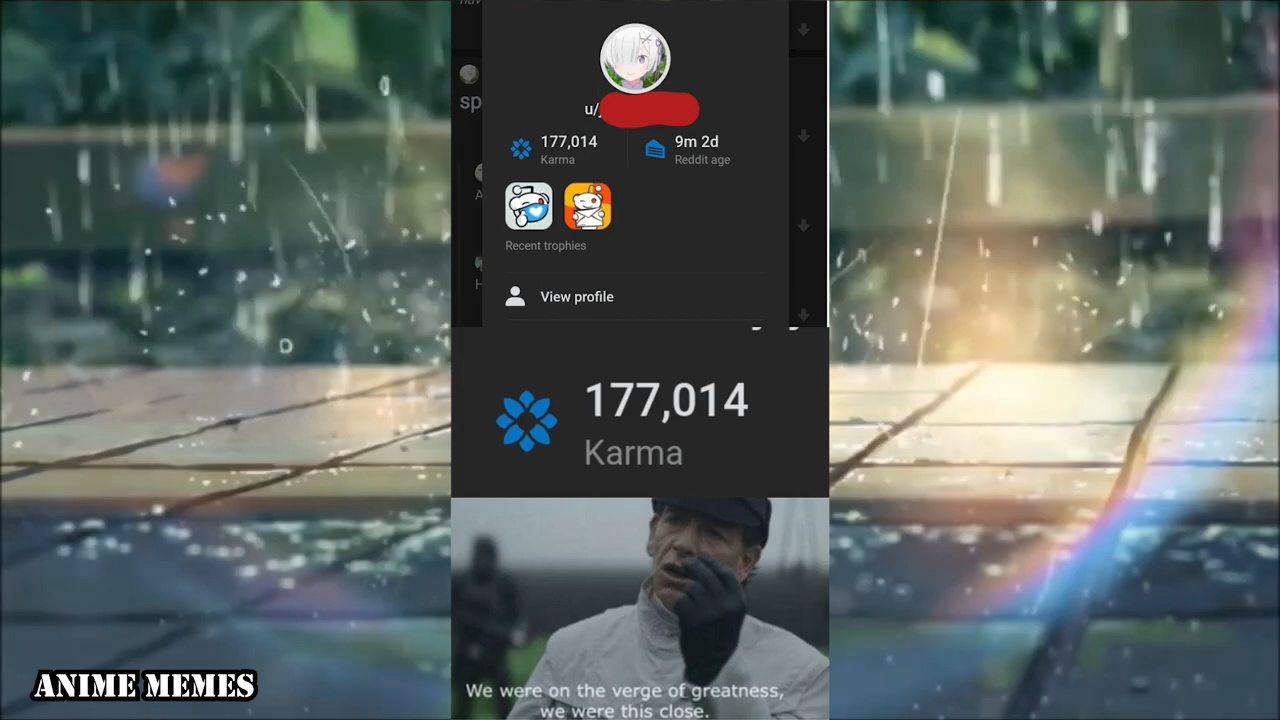 sp
u/
177,014
Karma
9m 2d
Reddit age
A
Recent trophies
H
View profile
177,014
Karma
We were on the verge of greatness,
we were this close.
ANIME MEMES